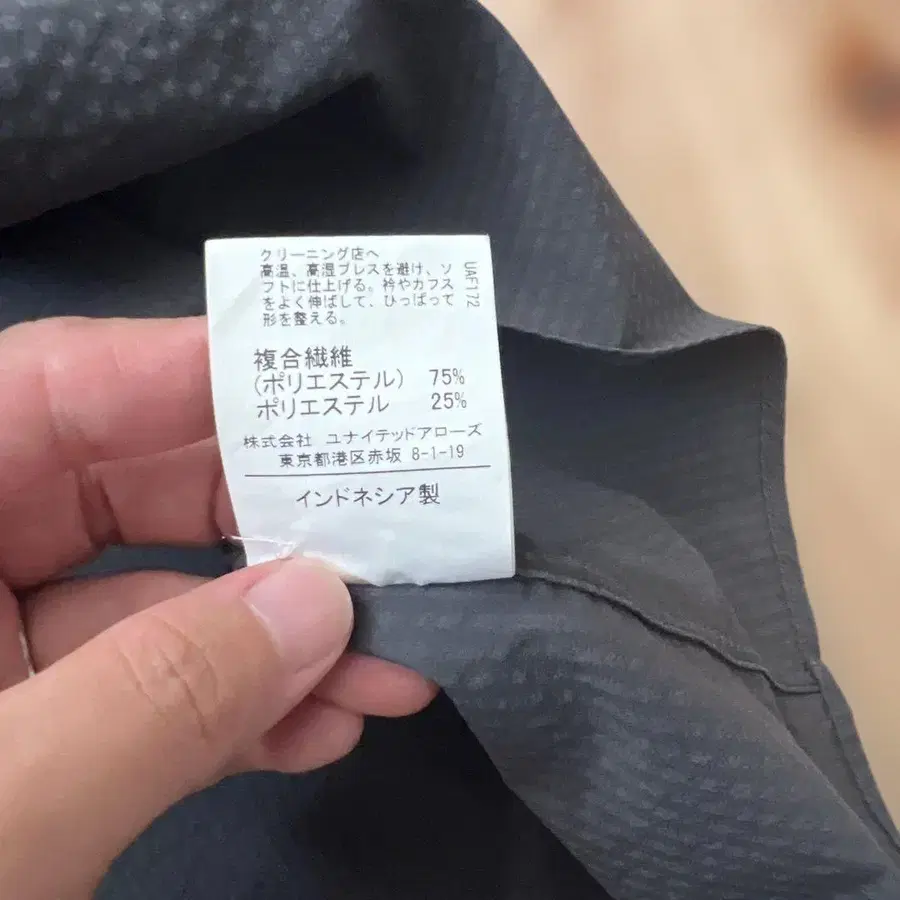 クリーニング店へ
高温、高湿プレスを避け、ソ
フトに仕上げる。衿やカフス
をよく伸ばして、ひっぱって
形を整える。
UAF172
複合繊維
(ポリエステル) 75%
ポリエステル 25%
株式会社 ユナイテッドアローズ
東京都港区赤坂 8-1-19
インドネシア製